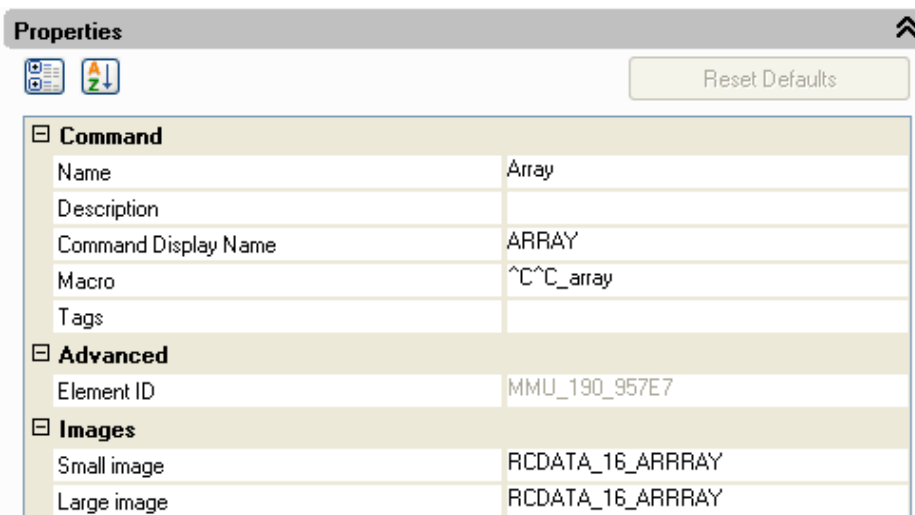 Properties
Reset Defaults
Command
Name Array
Description
Command Display Name ARRAY
Macro ^C^C_array
Tags
Advanced
Element ID MMU_190_957E7
Images
Small image RCDATA_16_ARRRAY
Large image RCDATA_16_ARRRAY